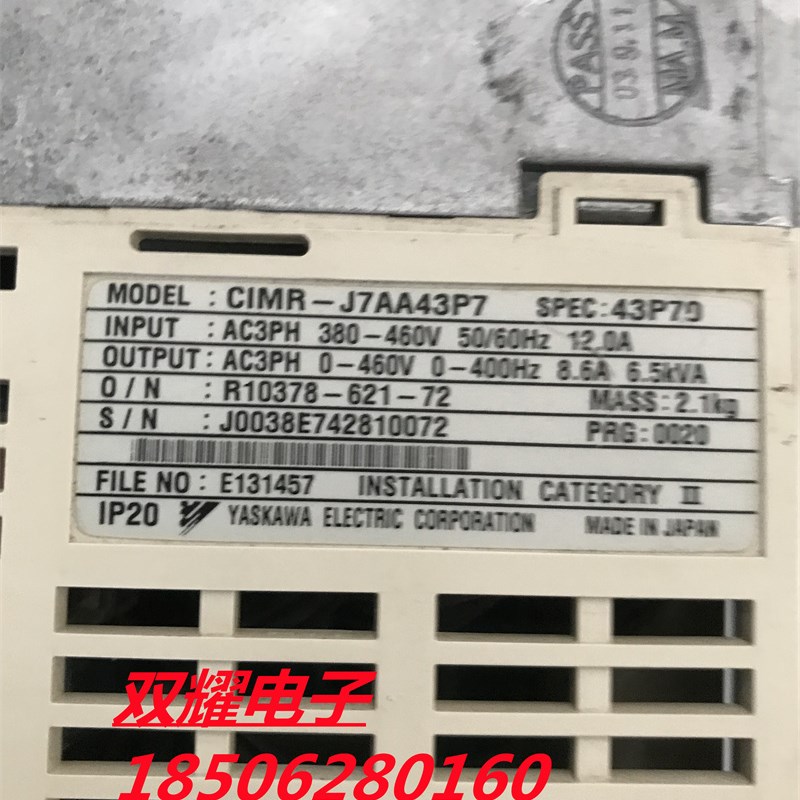 PASS
03.9.11
MA.M
MODEL : CIMR-J7AA43P7 SPEC:43P79
INPUT : AC3PH 380-460V 50/60Hz 12.0A
OUTPUT : AC3PH 0-460V 0-400Hz 8.6A 6.5kVA
O/N : R10378-621-72 MASS:2.1kg
S/N : J0038E742810072 PRG:0020
FILE NO : E131457 INSTALLATION CATEGORY II
IP20 YASKAWA ELECTRIC CORPORATION MADE IN JAPAN
双耀电子
18506280160